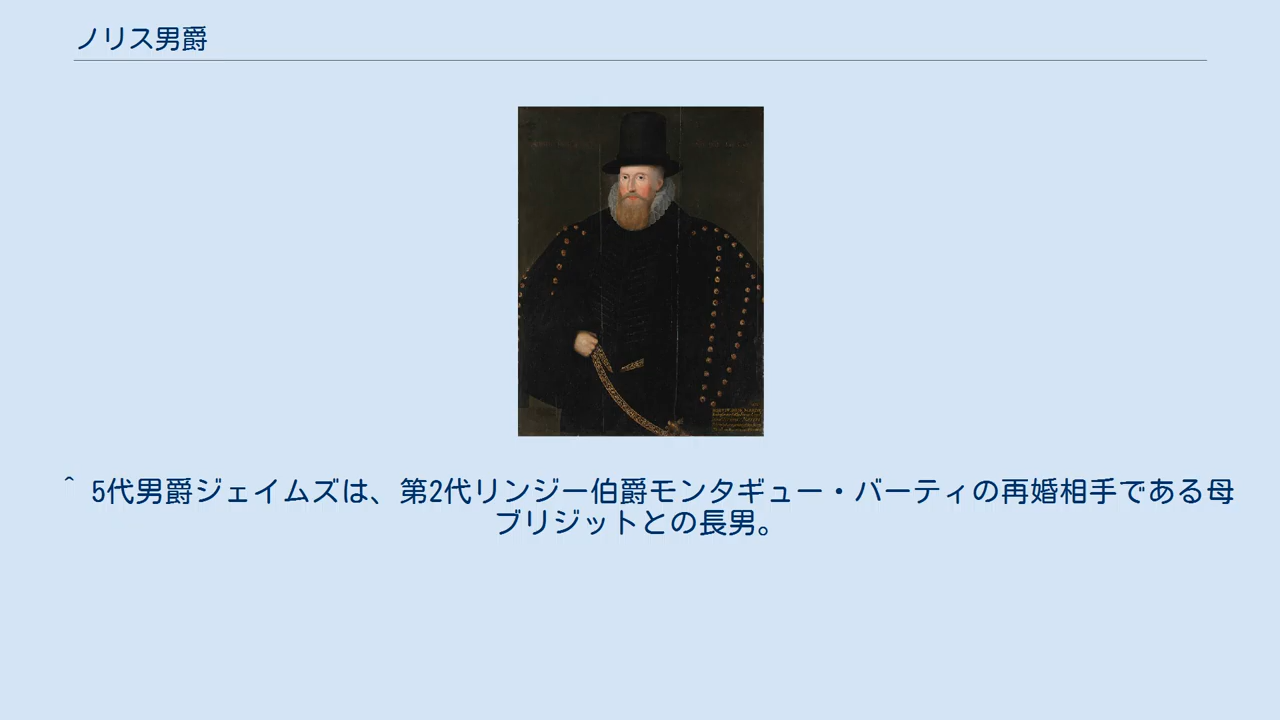 ノリス男爵
^ 5代男爵ジェイムズは、第2代リンジー伯爵モンタギュー・バーティの再婚相手である母
ブリジットとの長男。